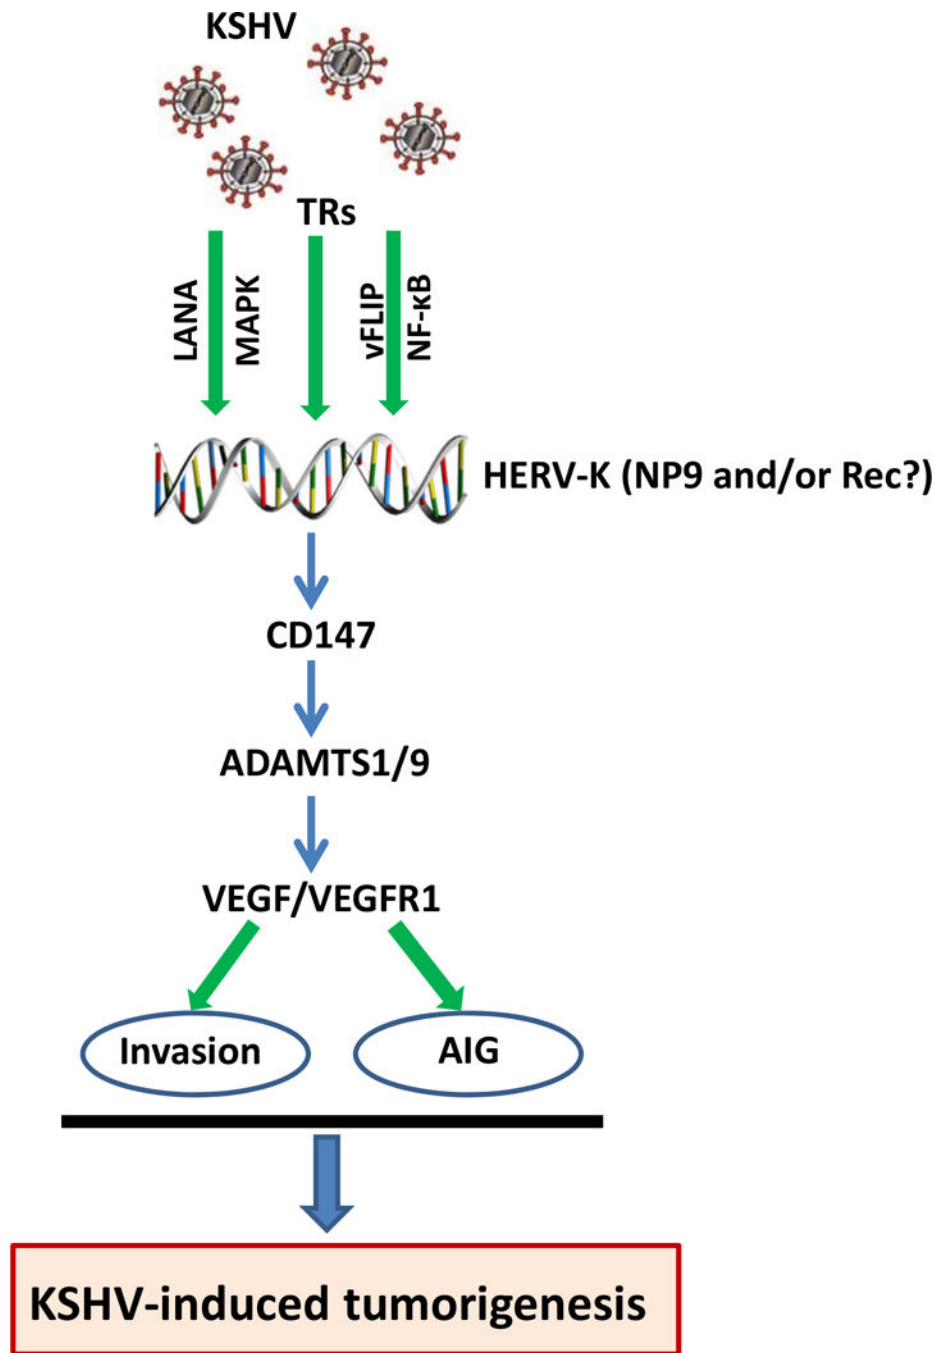 KSHV
TRs
LANA
MAPK
vFLIP
NF-κB
HERV-K (NP9 and/or Rec?)
CD147
ADAMTS1/9
VEGF/VEGFR1
Invasion
AIG
KSHV-induced tumorigenesis